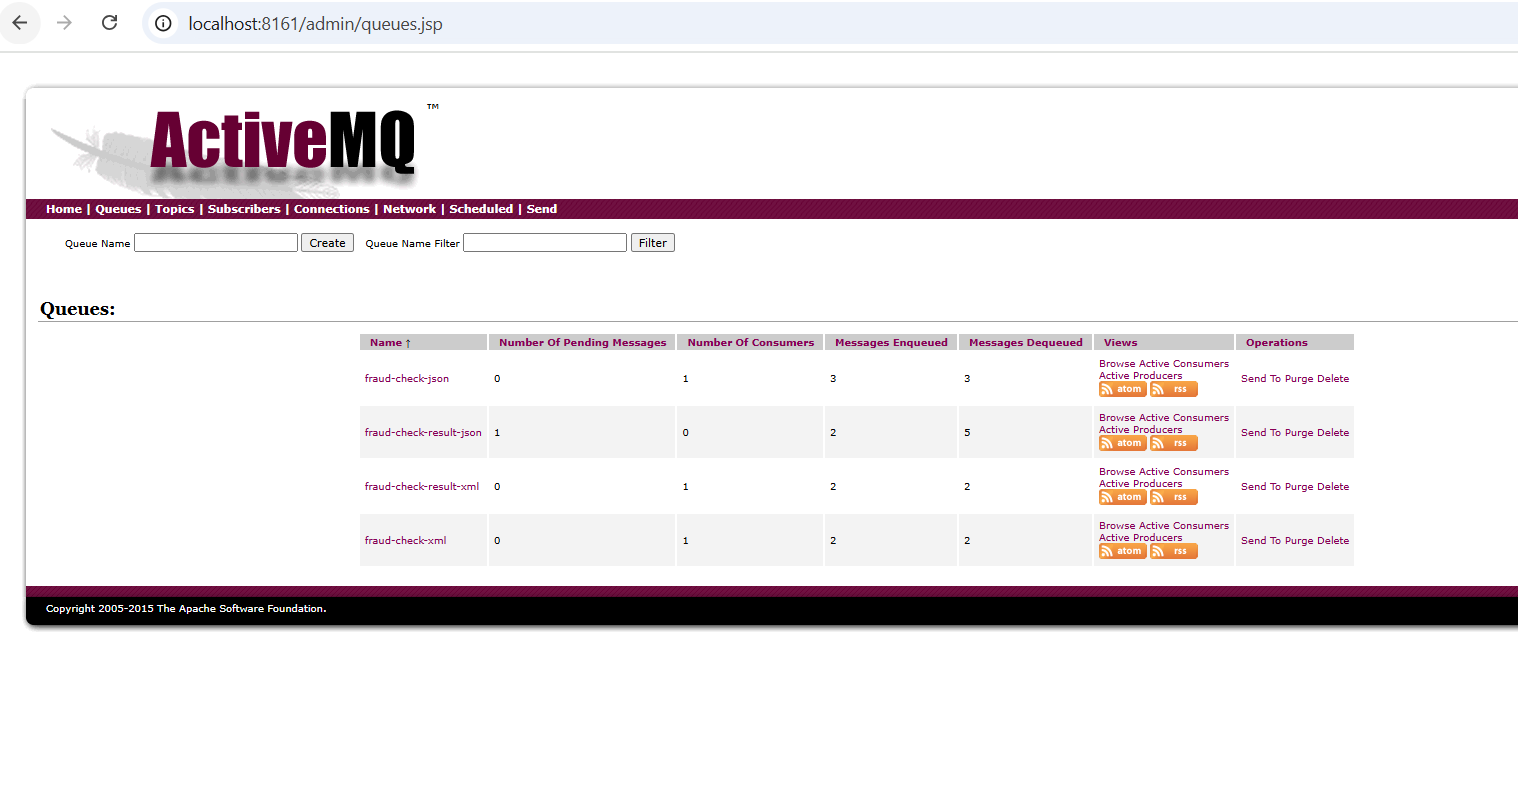 localhost:8161/admin/queues.jsp
ActiveMQ ™
Home | Queues | Topics | Subscribers | Connections | Network | Scheduled | Send
Queue Name Create Queue Name Filter Filter
Queues:
Name ↑ Number Of Pending Messages Number Of Consumers Messages Enqueued Messages Dequeued Views Operations
fraud-check-json 0 1 3 3 Browse Active Consumers Active Producers atom rss Send To Purge Delete
fraud-check-result-json 1 0 2 5 Browse Active Consumers Active Producers atom rss Send To Purge Delete
fraud-check-result-xml 0 1 2 2 Browse Active Consumers Active Producers atom rss Send To Purge Delete
fraud-check-xml 0 1 2 2 Browse Active Consumers Active Producers atom rss Send To Purge Delete
Copyright 2005-2015 The Apache Software Foundation.